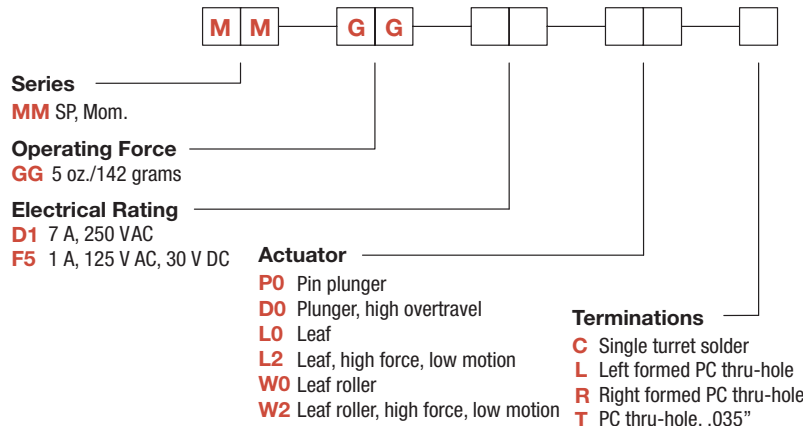 M M G G
Series
MM SP, Mom.
Operating Force
GG 5 oz./142 grams
Electrical Rating
D1 7 A, 250 VAC
F5 1 A, 125 V AC, 30 V DC
Actuator
P0 Pin plunger
D0 Plunger, high overtravel
L0 Leaf
L2 Leaf, high force, low motion
W0 Leaf roller
W2 Leaf roller, high force, low motion
Terminations
C Single turret solder
L Left formed PC thru-hole
R Right formed PC thru-hole
T PC thru-hole, .035”